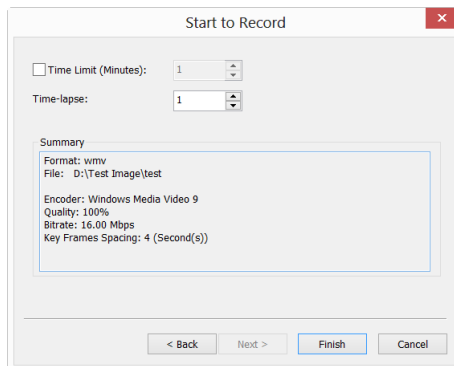 Start to Record
Time Limit (Minutes):
1
Time-lapse:
1
Summary
Format: wmv
File: D:\Test Image\test
Encoder: Windows Media Video 9
Quality: 100%
Bitrate: 16.00 Mbps
Key Frames Spacing: 4 (Second(s))
< Back
Next >
Finish
Cancel